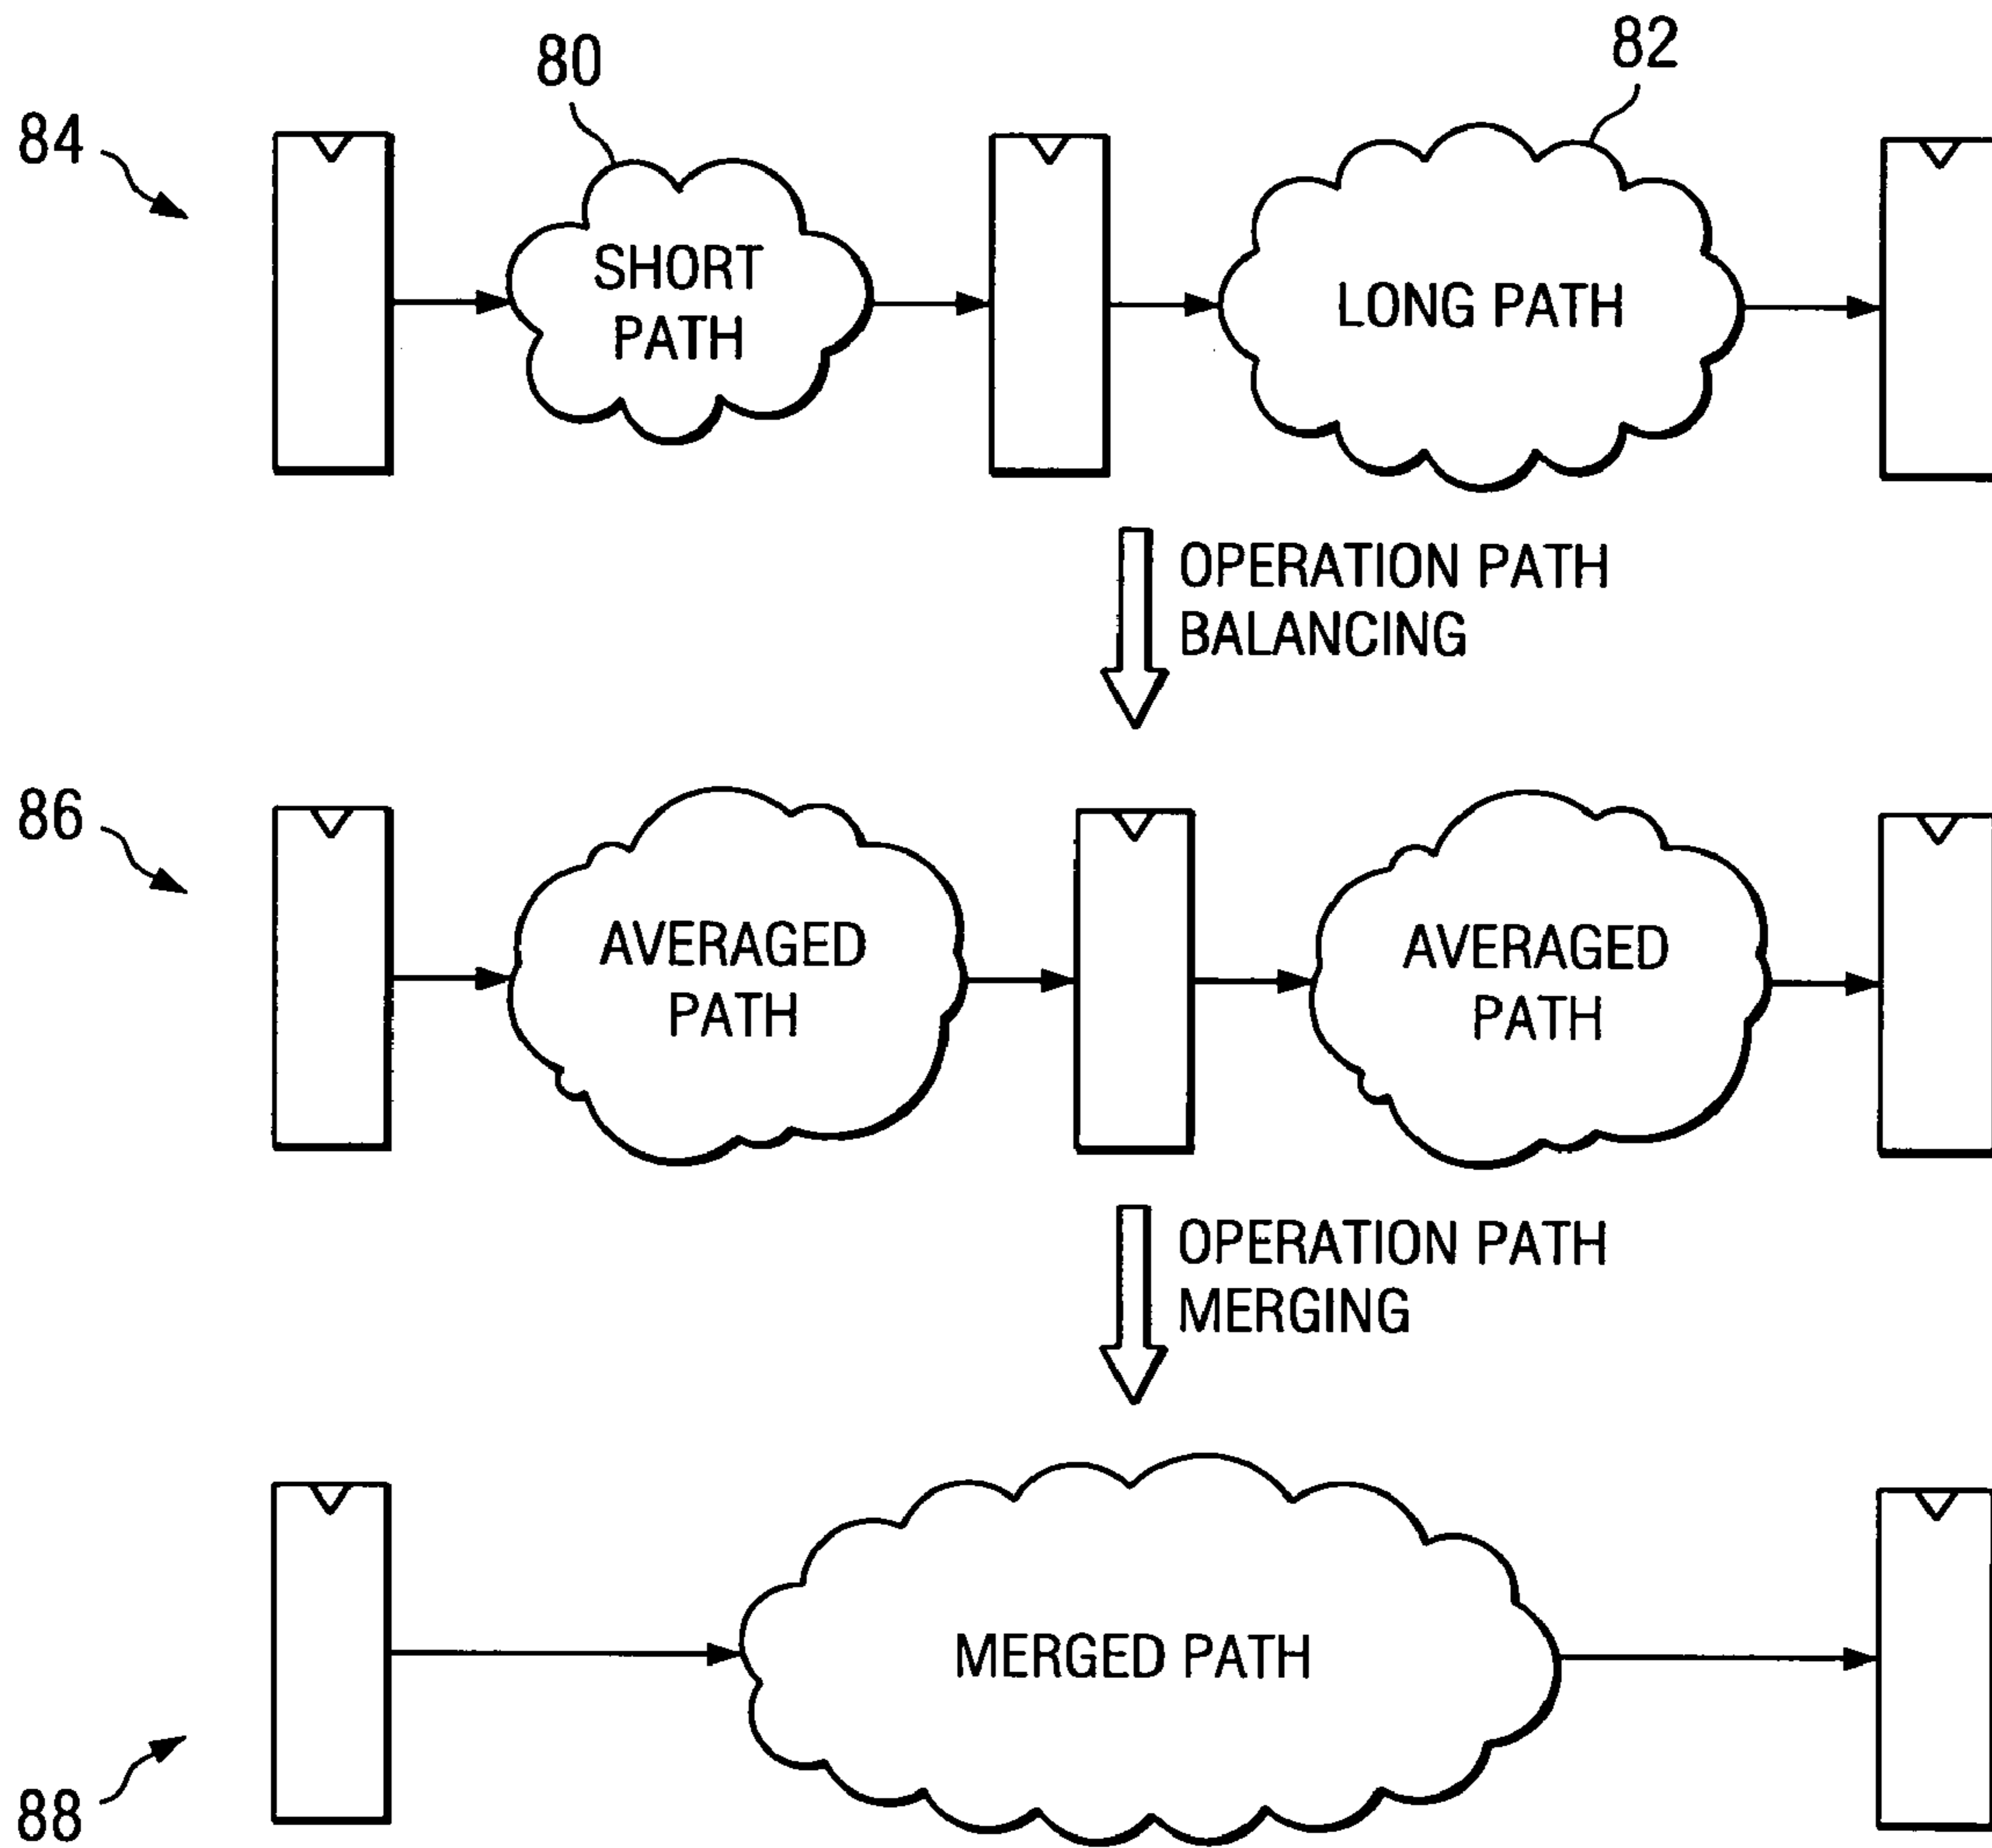 80
82
84
SHORT
PATH
LONG PATH
OPERATION PATH
BALANCING
86
AVERAGED
PATH
AVERAGED
PATH
OPERATION PATH
MERGING
MERGED PATH
88